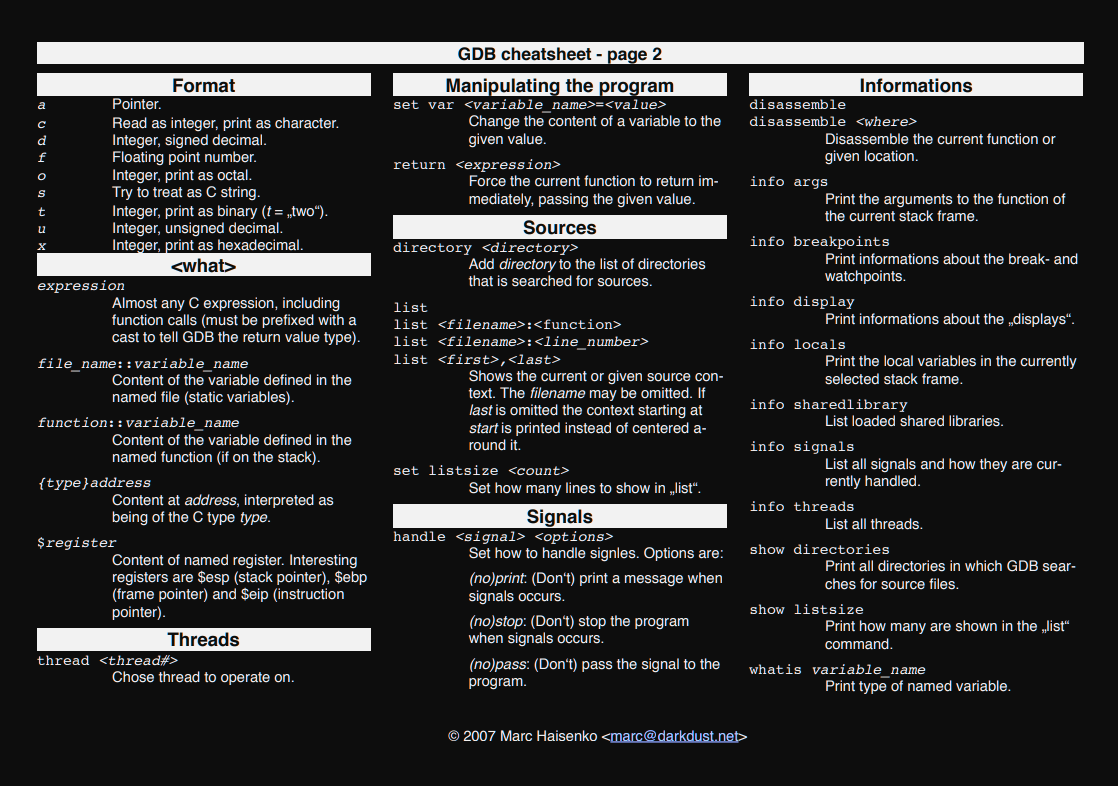 GDB cheatsheet - page 2
Format
a Pointer.
c Read as integer, print as character.
d Integer, signed decimal.
f Floating point number.
o Integer, print as octal.
s Try to treat as C string.
t Integer, print as binary (t = „two“).
u Integer, unsigned decimal.
x Integer, print as hexadecimal.
<what>
expression
Almost any C expression, including
function calls (must be prefixed with a
cast to tell GDB the return value type).
file_name::variable_name
Content of the variable defined in the
named file (static variables).
function::variable_name
Content of the variable defined in the
named function (if on the stack).
{type}address
Content at address, interpreted as
being of the C type type.
$register
Content of named register. Interesting
registers are $esp (stack pointer), $ebp
(frame pointer) and $eip (instruction
pointer).
Threads
thread <thread#>
Chose thread to operate on.
Manipulating the program
set var <variable_name>=<value>
Change the content of a variable to the
given value.
return <expression>
Force the current function to return im-
mediately, passing the given value.
Sources
directory <directory>
Add directory to the list of directories
that is searched for sources.
list
list <filename>:<function>
list <filename>:<line_number>
list <first>,<last>
Shows the current or given source con-
text. The filename may be omitted. If
last is omitted the context starting at
start is printed instead of centered a-
round it.
set listsize <count>
Set how many lines to show in „list“.
Signals
handle <signal> <options>
Set how to handle signles. Options are:
(no)print: (Don‘t) print a message when
signals occurs.
(no)stop: (Don‘t) stop the program
when signals occurs.
(no)pass: (Don‘t) pass the signal to the
program.
Informations
disassemble
disassemble <where>
Disassemble the current function or
given location.
info args
Print the arguments to the function of
the current stack frame.
info breakpoints
Print informations about the break- and
watchpoints.
info display
Print informations about the „displays“.
info locals
Print the local variables in the currently
selected stack frame.
info sharedlibrary
List loaded shared libraries.
info signals
List all signals and how they are cur-
rently handled.
info threads
List all threads.
show directories
Print all directories in which GDB sear-
ches for source files.
show listsize
Print how many are shown in the „list“
command.
whatis variable_name
Print type of named variable.
© 2007 Marc Haisenko <marc@darkdust.net>